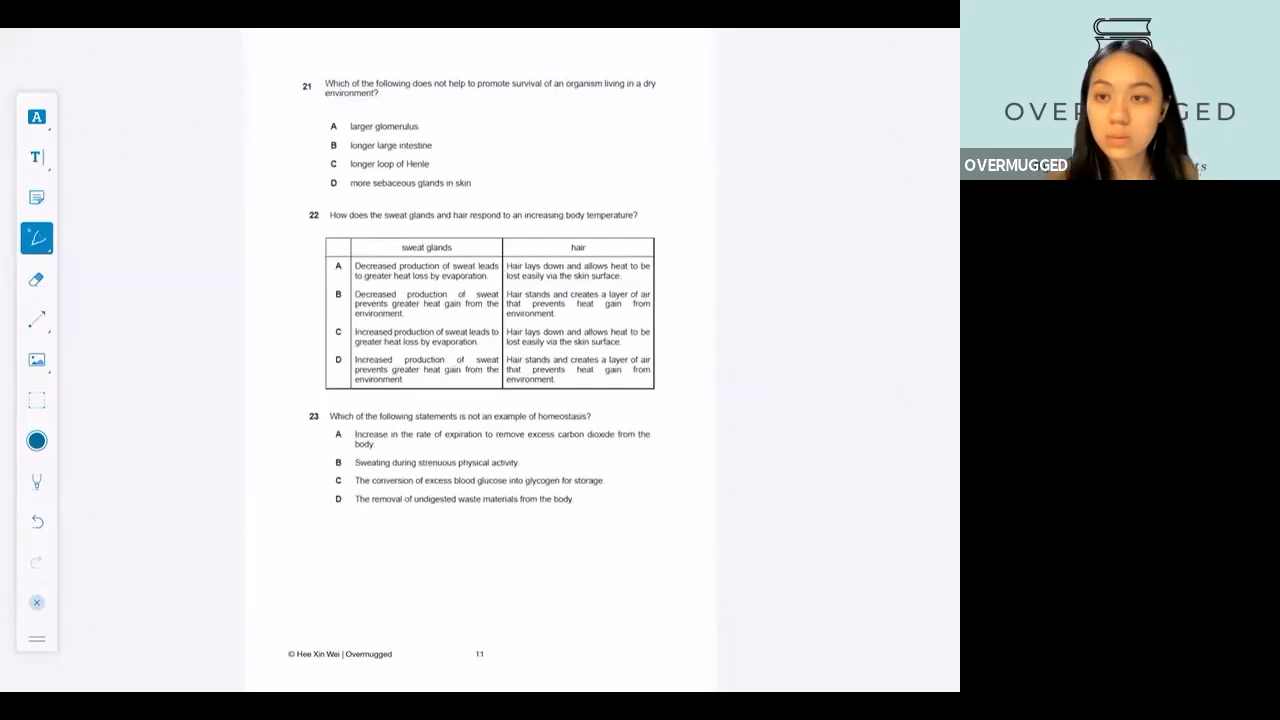 21 Which of the following does not help to promote survival of an organism living in a dry
environment?
A larger glomerulus
B longer large intestine
C longer loop of Henle
D more sebaceous glands in skin
22 How does the sweat glands and hair respond to an increasing body temperature?
sweat glands hair
A Decreased production of sweat leads Hair lays down and allows heat to be
to greater heat loss by evaporation. lost easily via the skin surface.
B Decreased production of sweat Hair stands and creates a layer of air
prevents greater heat gain from the that prevents heat gain from
environment. environment.
C Increased production of sweat leads to Hair lays down and allows heat to be
greater heat loss by evaporation. lost easily via the skin surface.
D Increased production of sweat Hair stands and creates a layer of air
prevents greater heat gain from the that prevents heat gain from
environment. environment.
23 Which of the following statements is not an example of homeostasis?
A Increase in the rate of expiration to remove excess carbon dioxide from the
body.
B Sweating during strenuous physical activity.
C The conversion of excess blood glucose into glycogen for storage.
D The removal of undigested waste materials from the body.
© Hee Xin Wei | Overmugged 11
A
T
OVE GED
OVERMUGGED
ts